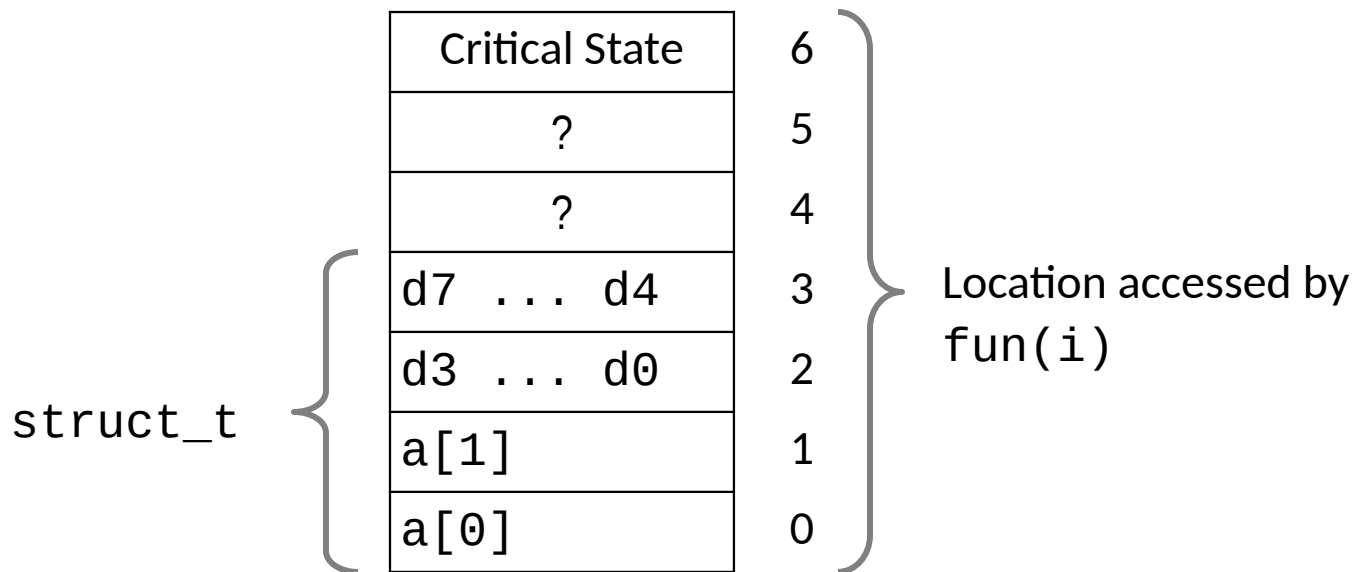 Critical State 6
? 5
? 4
d7 ... d4 3
d3 ... d0 2
a[1] 1
a[0] 0
struct_t
Location accessed by
fun(i)